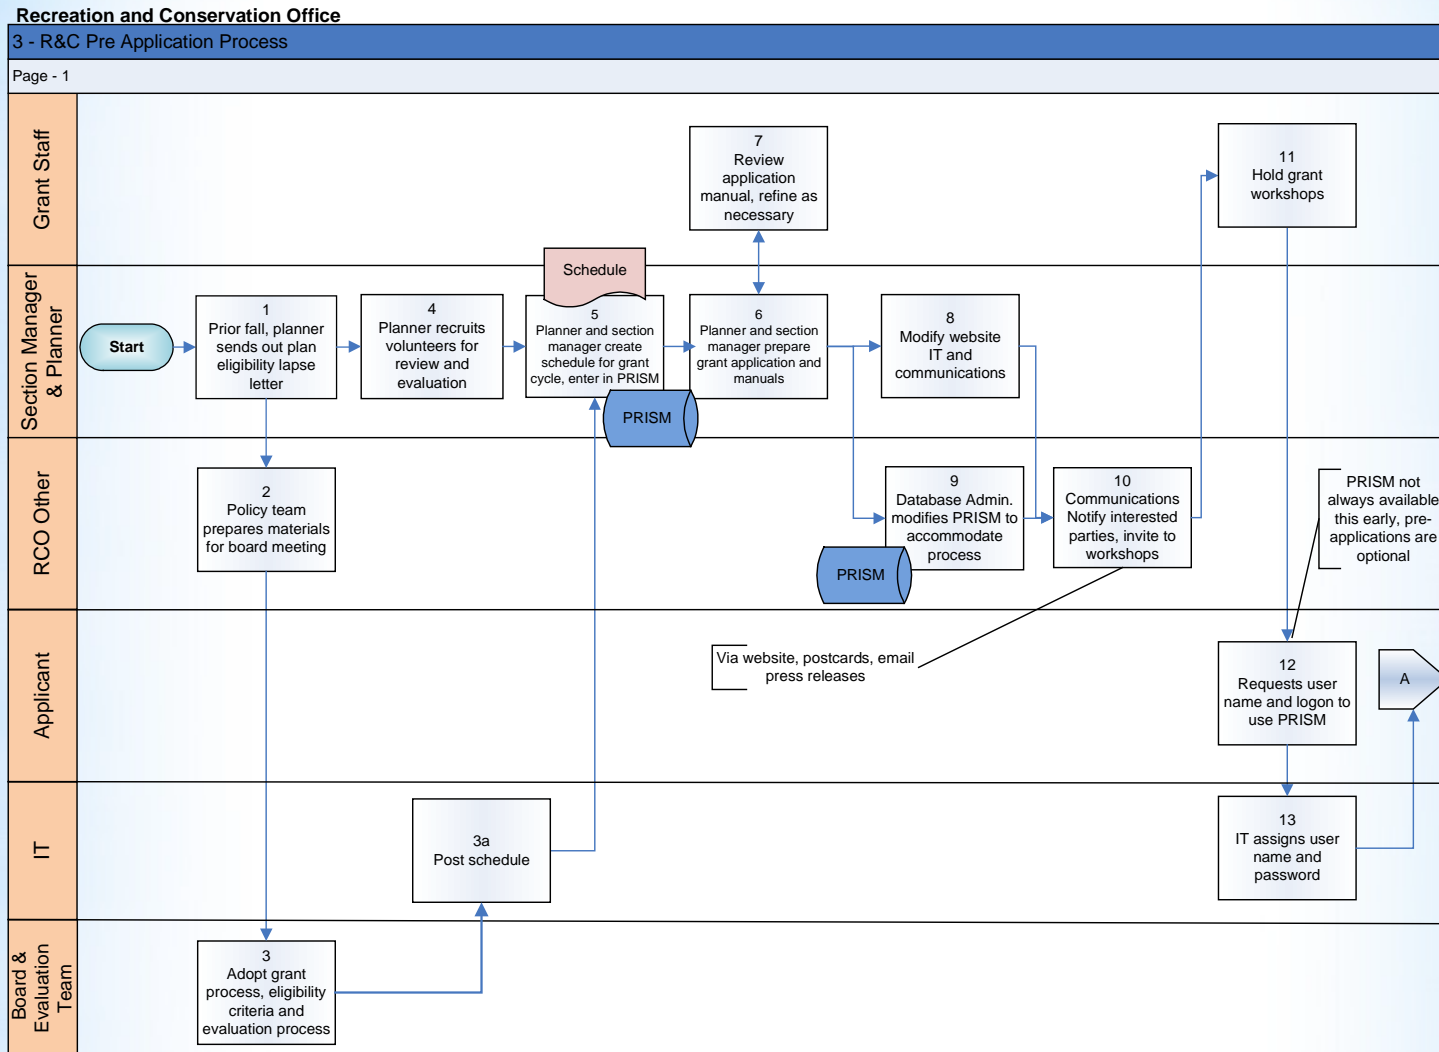 Recreation and Conservation Office
3 - R&C Pre Application Process
Page - 1
Grant Staff
7
Review
application
manual, refine as
necessary
11
Hold grant
workshops
Section Manager
& Planner
Start
1
Prior fall, planner
sends out plan
eligibility lapse
letter
4
Planner recruits
volunteers for
review and
evaluation
Schedule
5
Planner and section
manager create
schedule for grant
cycle, enter in PRISM
PRISM
6
Planner and section
manager prepare
grant application and
manuals
8
Modify website
IT and
communications
RCO Other
2
Policy team
prepares materials
for board meeting
9
Database Admin.
modifies PRISM to
accommodate
process
PRISM
10
Communications
Notify interested
parties, invite to
workshops
PRISM not
always available
this early, pre-
applications are
optional
Applicant
Via website, postcards, email
press releases
12
Requests user
name and logon to
use PRISM
A
IT
3a
Post schedule
13
IT assigns user
name and
password
Board &
Evaluation
Team
3
Adopt grant
process, eligibility
criteria and
evaluation process